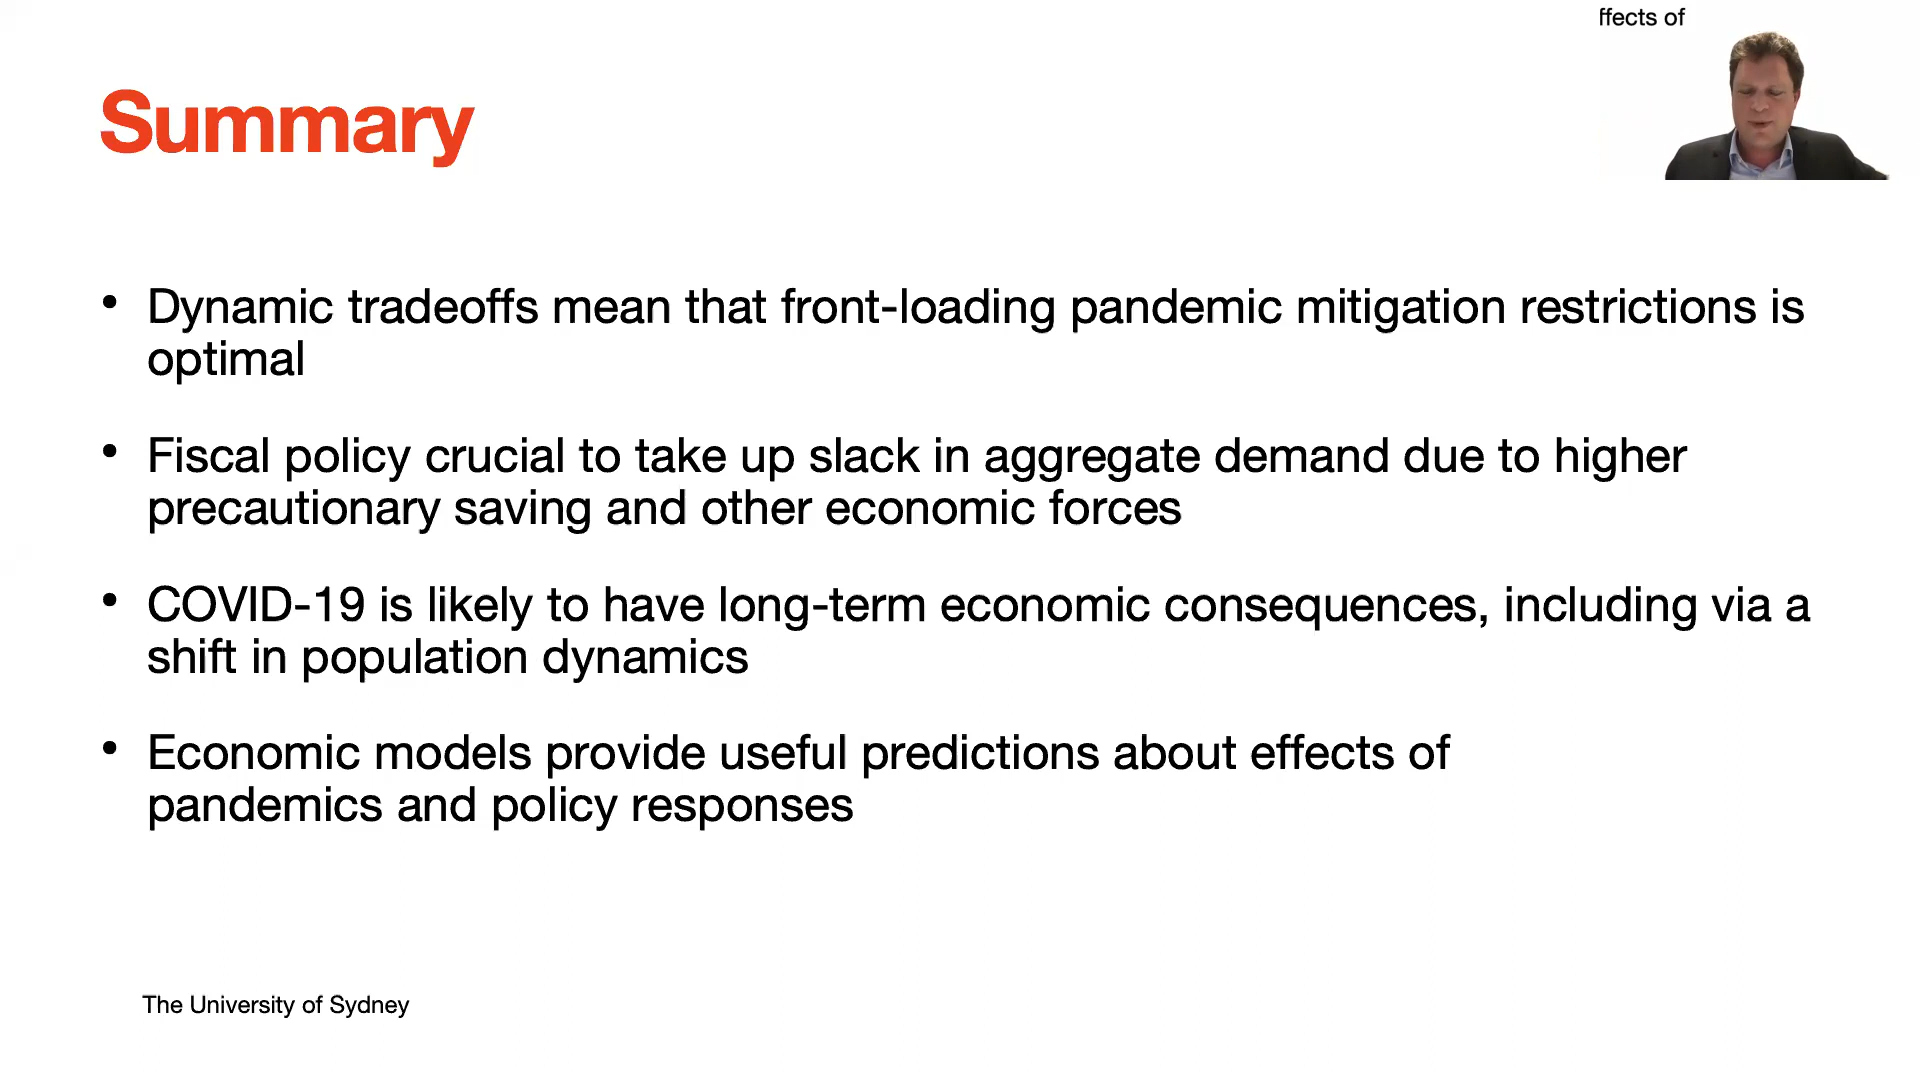 ffects of
Summary
• Dynamic tradeoffs mean that front-loading pandemic mitigation restrictions is
optimal
• Fiscal policy crucial to take up slack in aggregate demand due to higher
precautionary saving and other economic forces
• COVID-19 is likely to have long-term economic consequences, including via a
shift in population dynamics
• Economic models provide useful predictions about effects of
pandemics and policy responses
The University of Sydney